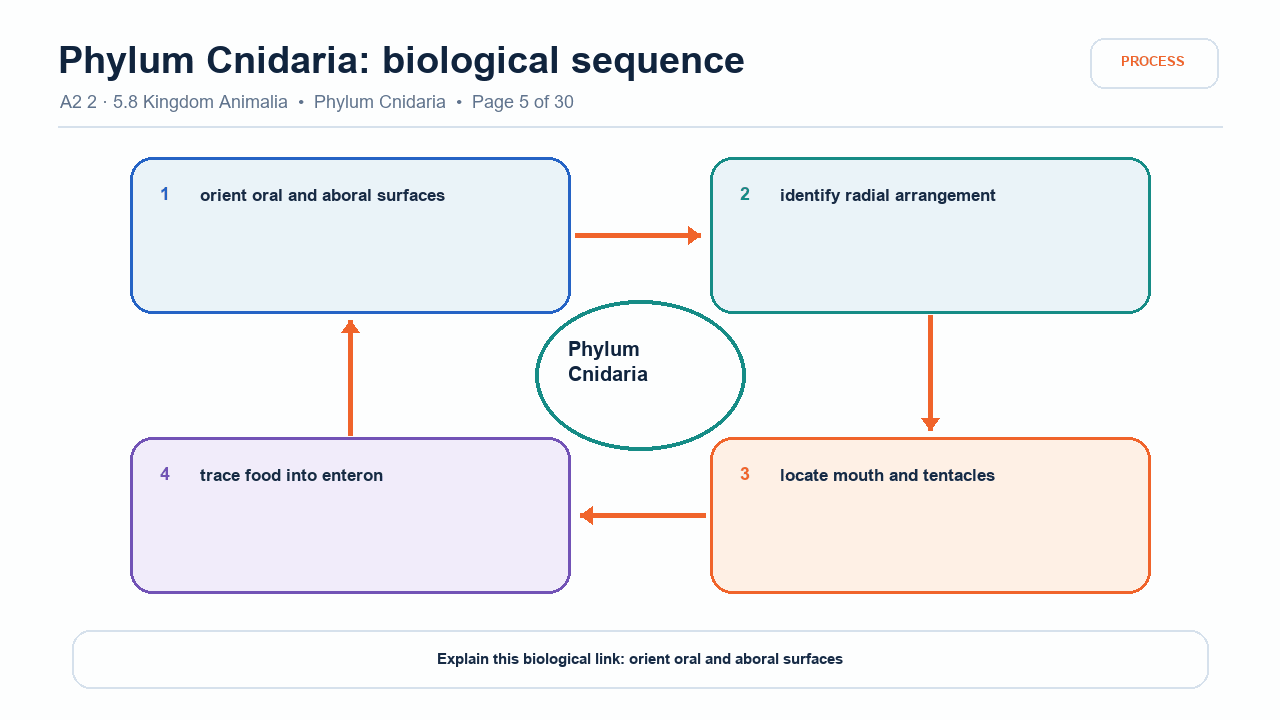 Phylum Cnidaria: biological sequence
PROCESS
A2 2 · 5.8 Kingdom Animalia • Phylum Cnidaria • Page 5 of 30
1 orient oral and aboral surfaces
2 identify radial arrangement
Phylum
Cnidaria
4 trace food into enteron
3 locate mouth and tentacles
Explain this biological link: orient oral and aboral surfaces